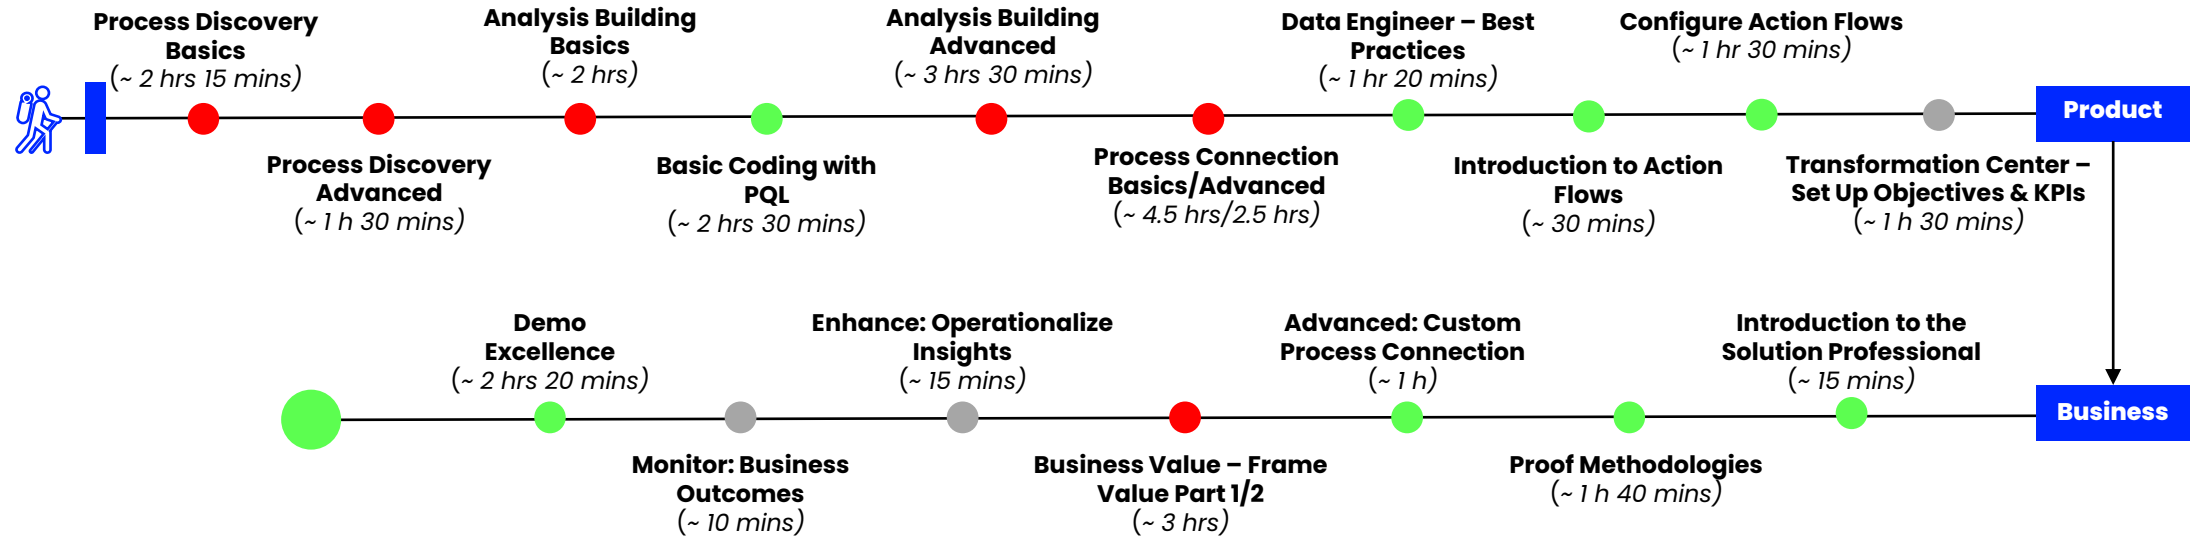 Process Discovery
Basics
(~ 2 hrs 15 mins)
Process Discovery
Advanced
(~ 1 h 30 mins)
Analysis Building
Basics
(~ 2 hrs)
Basic Coding with
PQL
(~ 2 hrs 30 mins)
Analysis Building
Advanced
(~ 3 hrs 30 mins)
Process Connection
Basics/Advanced
(~ 4.5 hrs/2.5 hrs)
Data Engineer – Best
Practices
(~ 1 hr 20 mins)
Introduction to Action
Flows
(~ 30 mins)
Configure Action Flows
(~ 1 hr 30 mins)
Transformation Center –
Set Up Objectives & KPIs
(~ 1 h 30 mins)
Product
Business
Introduction to the
Solution Professional
(~ 15 mins)
Proof Methodologies
(~ 1 h 40 mins)
Advanced: Custom
Process Connection
(~ 1 h)
Business Value – Frame
Value Part 1/2
(~ 3 hrs)
Enhance: Operationalize
Insights
(~ 15 mins)
Monitor: Business
Outcomes
(~ 10 mins)
Demo
Excellence
(~ 2 hrs 20 mins)